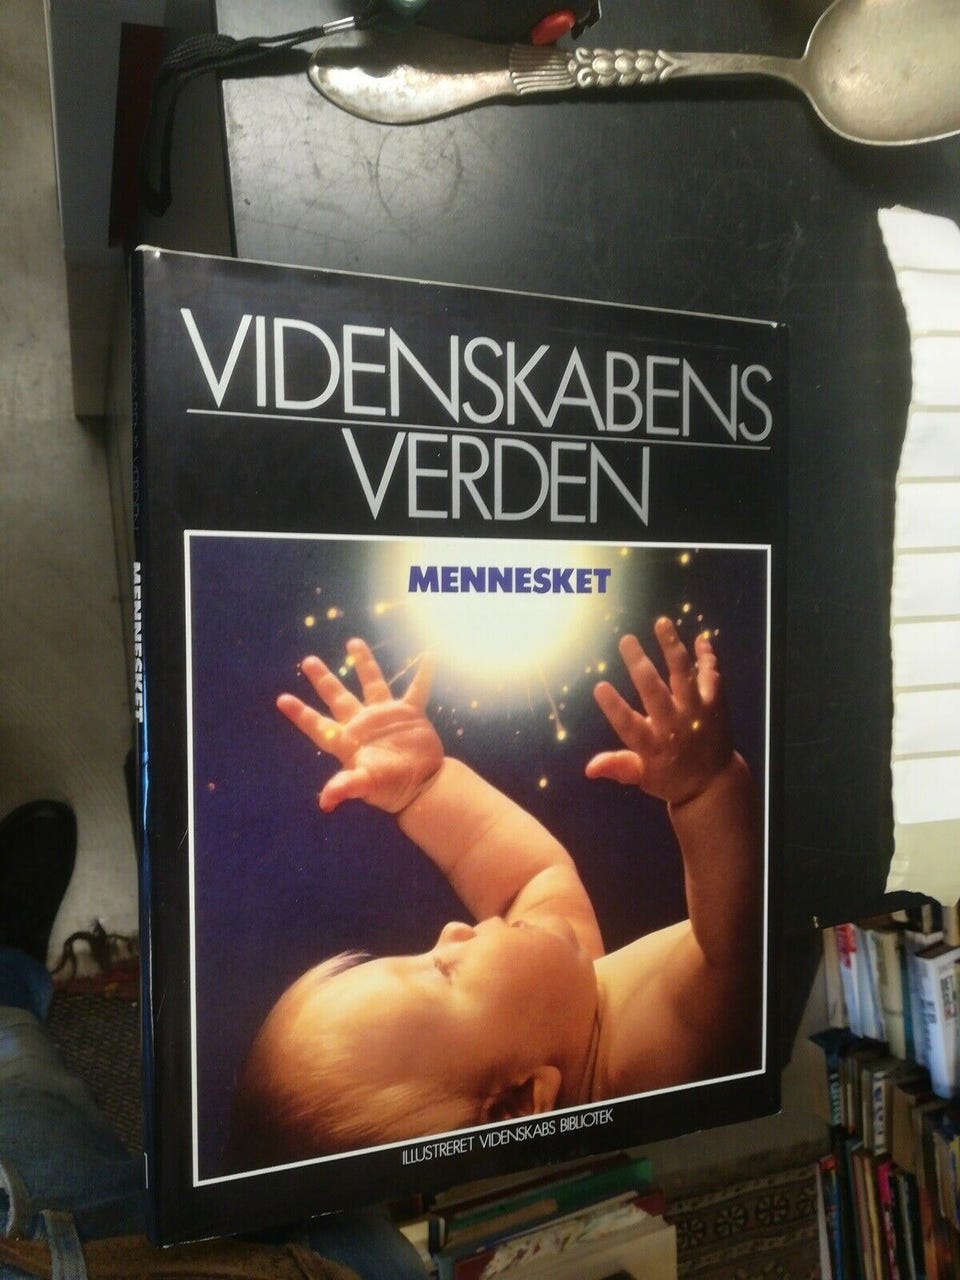 VIDENSKABENS
VERDEN
MENNESKET
ILLUSTRERET VIDENSKABS BIBLIOTEK
MENNESKET